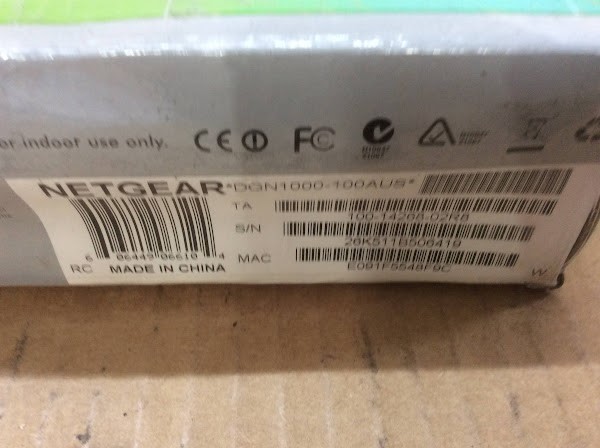 or indoor use only.
NETGEAR *DGN1000-100AUS*
TA
100-14268-02R8
S/N
26K511B506419
6 06449 06610 4
MAC
E091F5548F9C
RC MADE IN CHINA
W